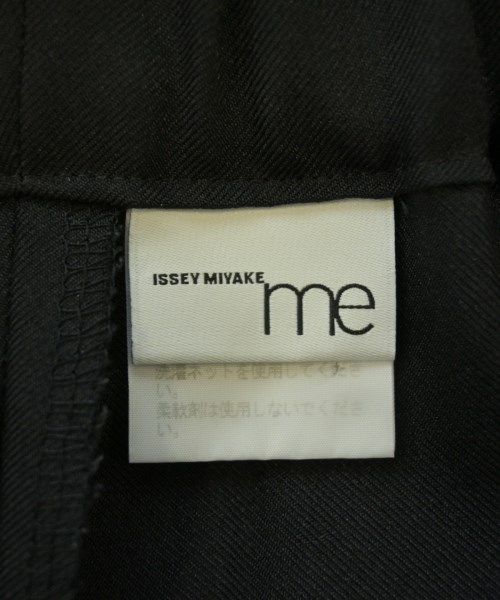 ISSEY MIYAKE
me
洗濯ネットを使用してくださ
い。
柔軟剤は使用しないでくださ
い。